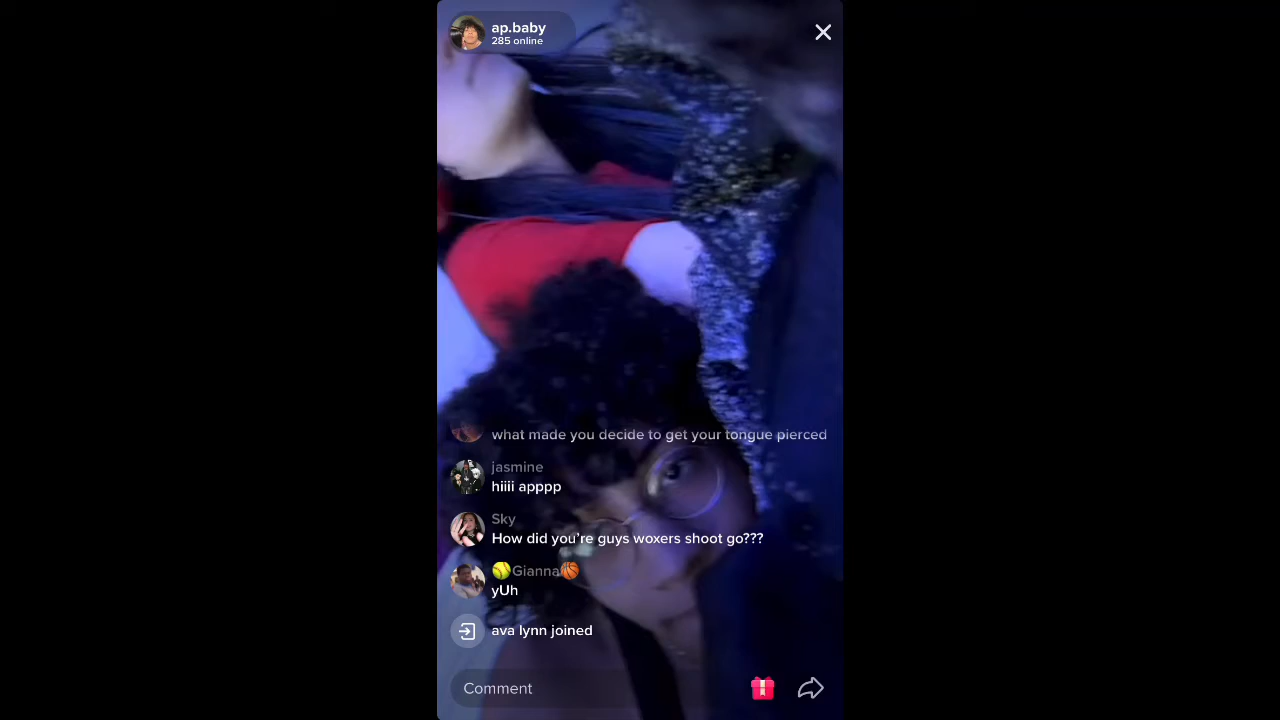 ap.baby
285 online
what made you decide to get your tongue pierced
jasmine
hiiii apppp
Sky
How did you're guys woxers shoot go???
🥎Gianna🏀
yUh
ava lynn joined
Comment